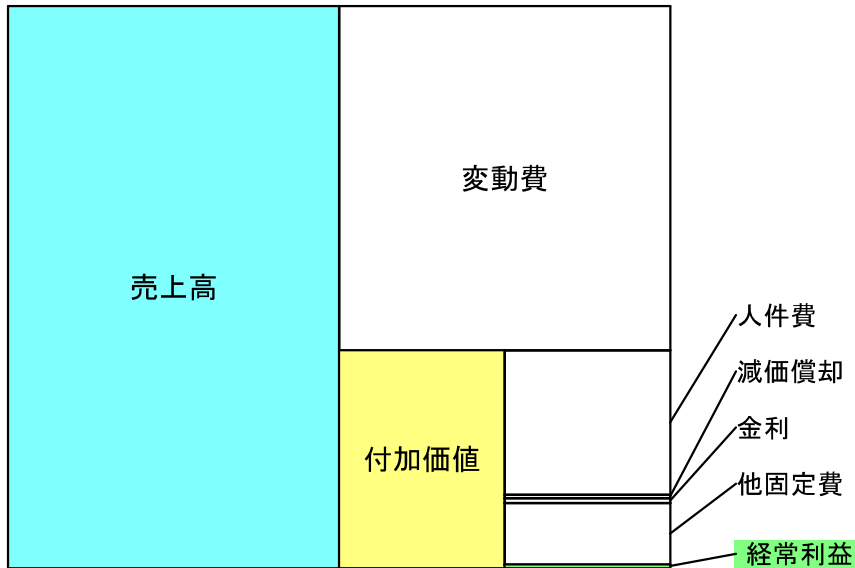 売上高
変動費
付加価値
人件費
減価償却
金利
他固定費
経常利益